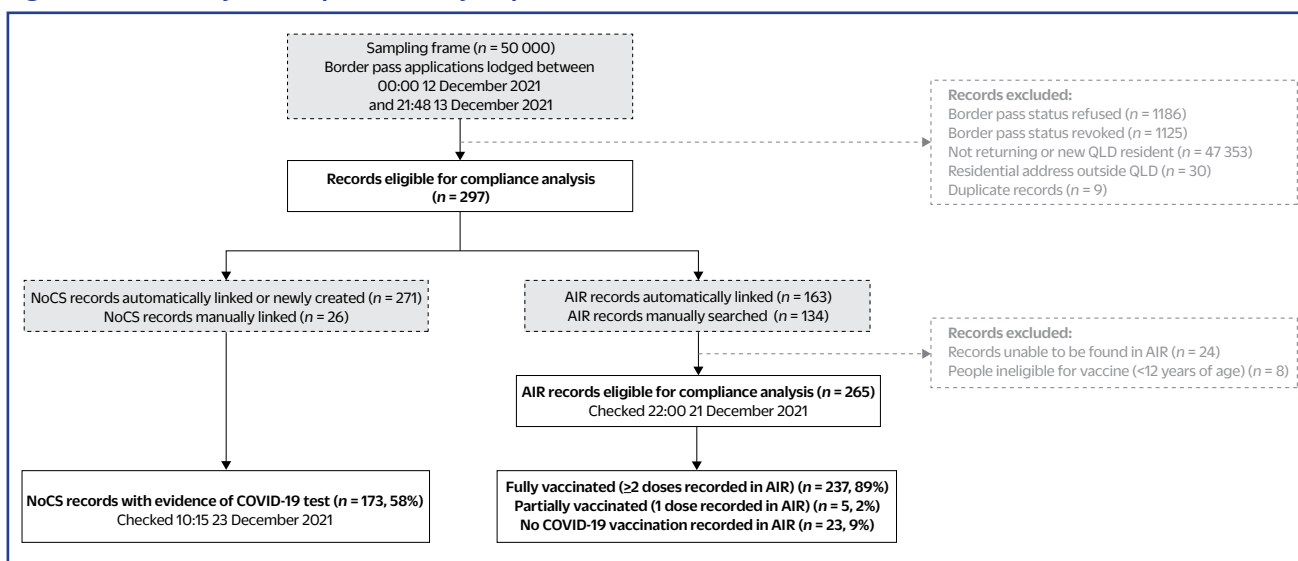 Sampling frame (n = 50 000)
Border pass applications lodged between
00:00 12 December 2021
and 21:48 13 December 2021
Records excluded:
Border pass status refused (n = 1186)
Border pass status revoked (n = 1125)
Not returning or new QLD resident (n = 47 353)
Residential address outside QLD (n = 30)
Duplicate records (n = 9)
Records eligible for compliance analysis
(n = 297)
NoCS records automatically linked or newly created (n = 271)
NoCS records manually linked (n = 26)
AIR records automatically linked (n = 163)
AIR records manually searched (n = 134)
Records excluded:
Records unable to be found in AIR (n = 24)
People ineligible for vaccine (<12 years of age) (n = 8)
AIR records eligible for compliance analysis (n = 265)
Checked 22:00 21 December 2021
NoCS records with evidence of COVID-19 test (n = 173, 58%)
Checked 10:15 23 December 2021
Fully vaccinated (≥2 doses recorded in AIR) (n = 237, 89%)
Partially vaccinated (1 dose recorded in AIR) (n = 5, 2%)
No COVID-19 vaccination recorded in AIR (n = 23, 9%)